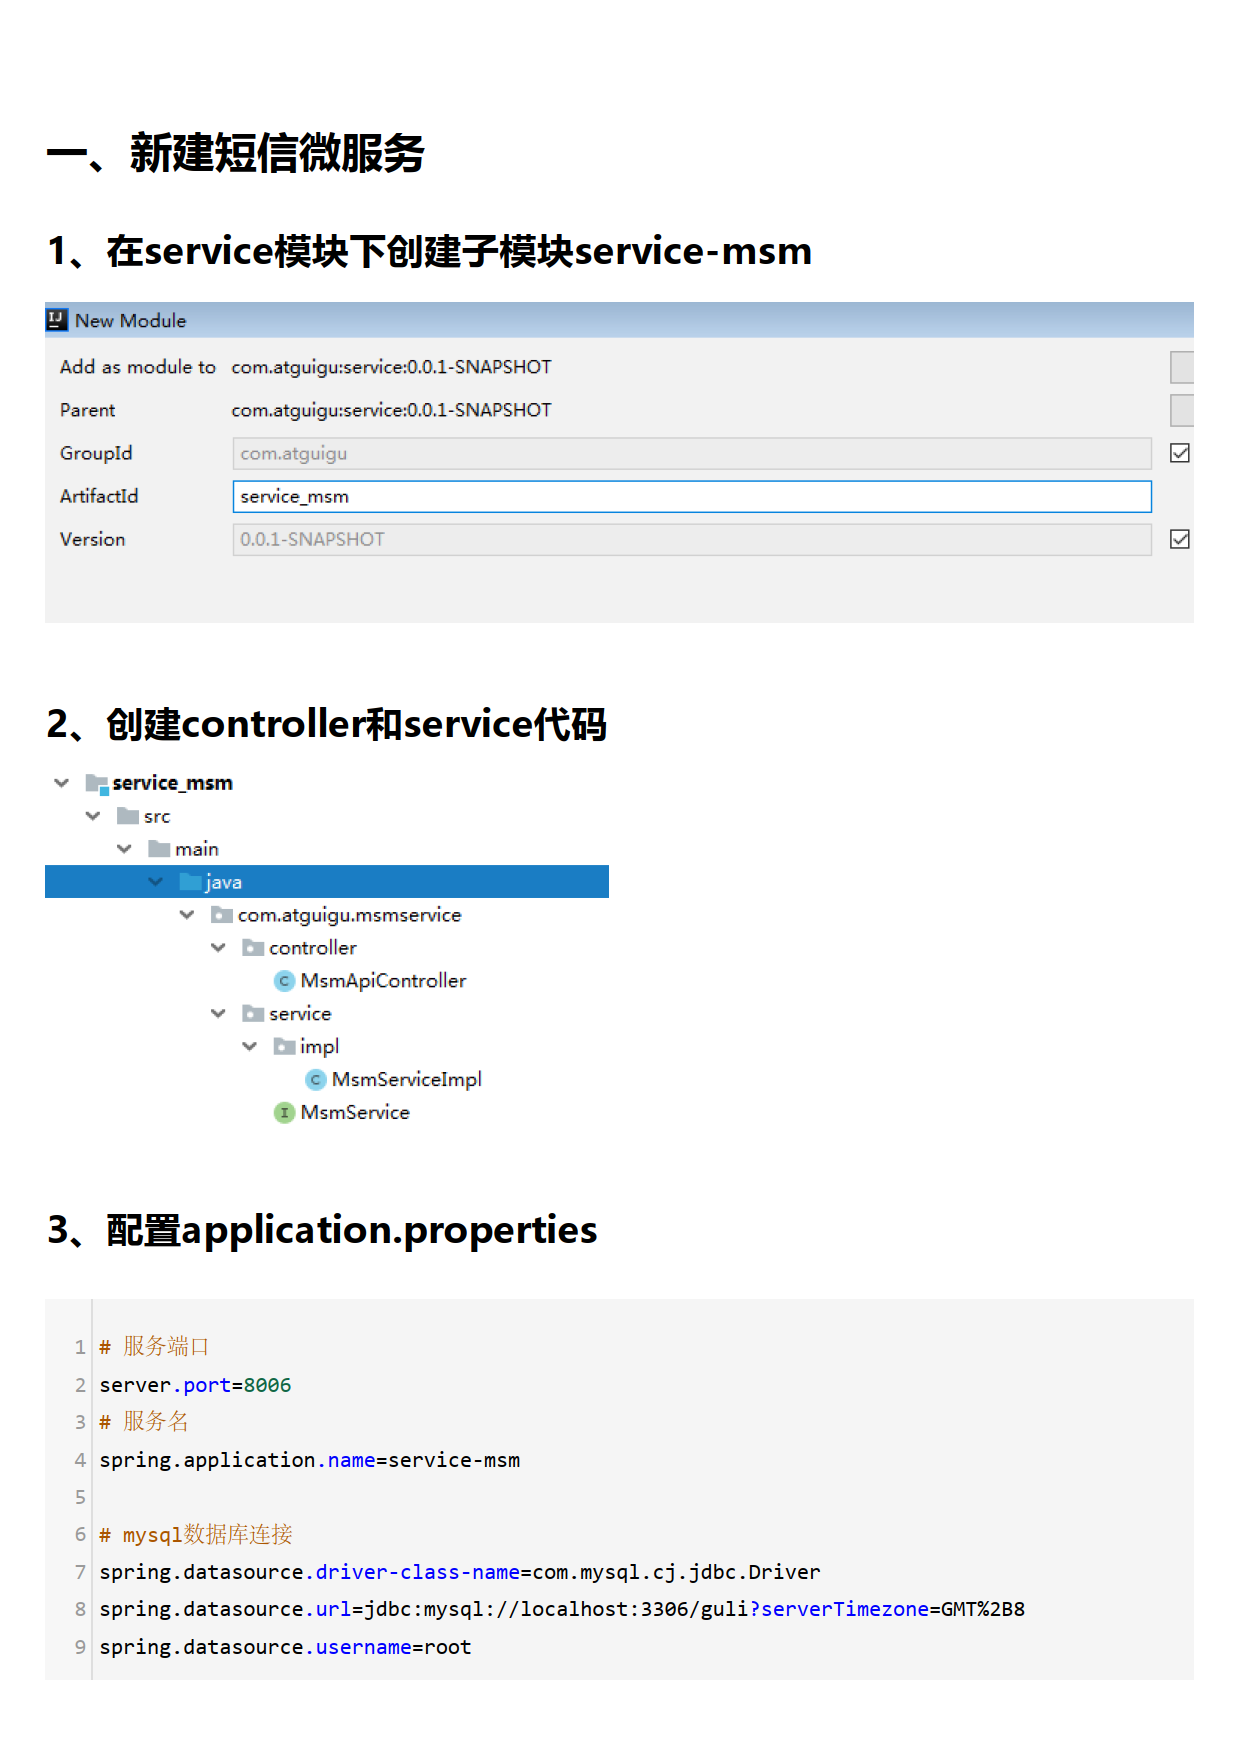 一、新建短信微服务
1、在service模块下创建子模块service-msm
New Module
Add as module to com.atguigu:service:0.0.1-SNAPSHOT
Parent com.atguigu:service:0.0.1-SNAPSHOT
GroupId com.atguigu
ArtifactId service_msm
Version 0.0.1-SNAPSHOT
2、创建controller和service代码
service_msm
src
main
java
com.atguigu.msmservice
controller
MsmApiController
service
impl
MsmServiceImpl
MsmService
3、配置application.properties
1 # 服务端口
2 server.port=8006
3 # 服务名
4 spring.application.name=service-msm
5
6 # mysql数据库连接
7 spring.datasource.driver-class-name=com.mysql.cj.jdbc.Driver
8 spring.datasource.url=jdbc:mysql://localhost:3306/guli?serverTimezone=GMT%2B8
9 spring.datasource.username=root